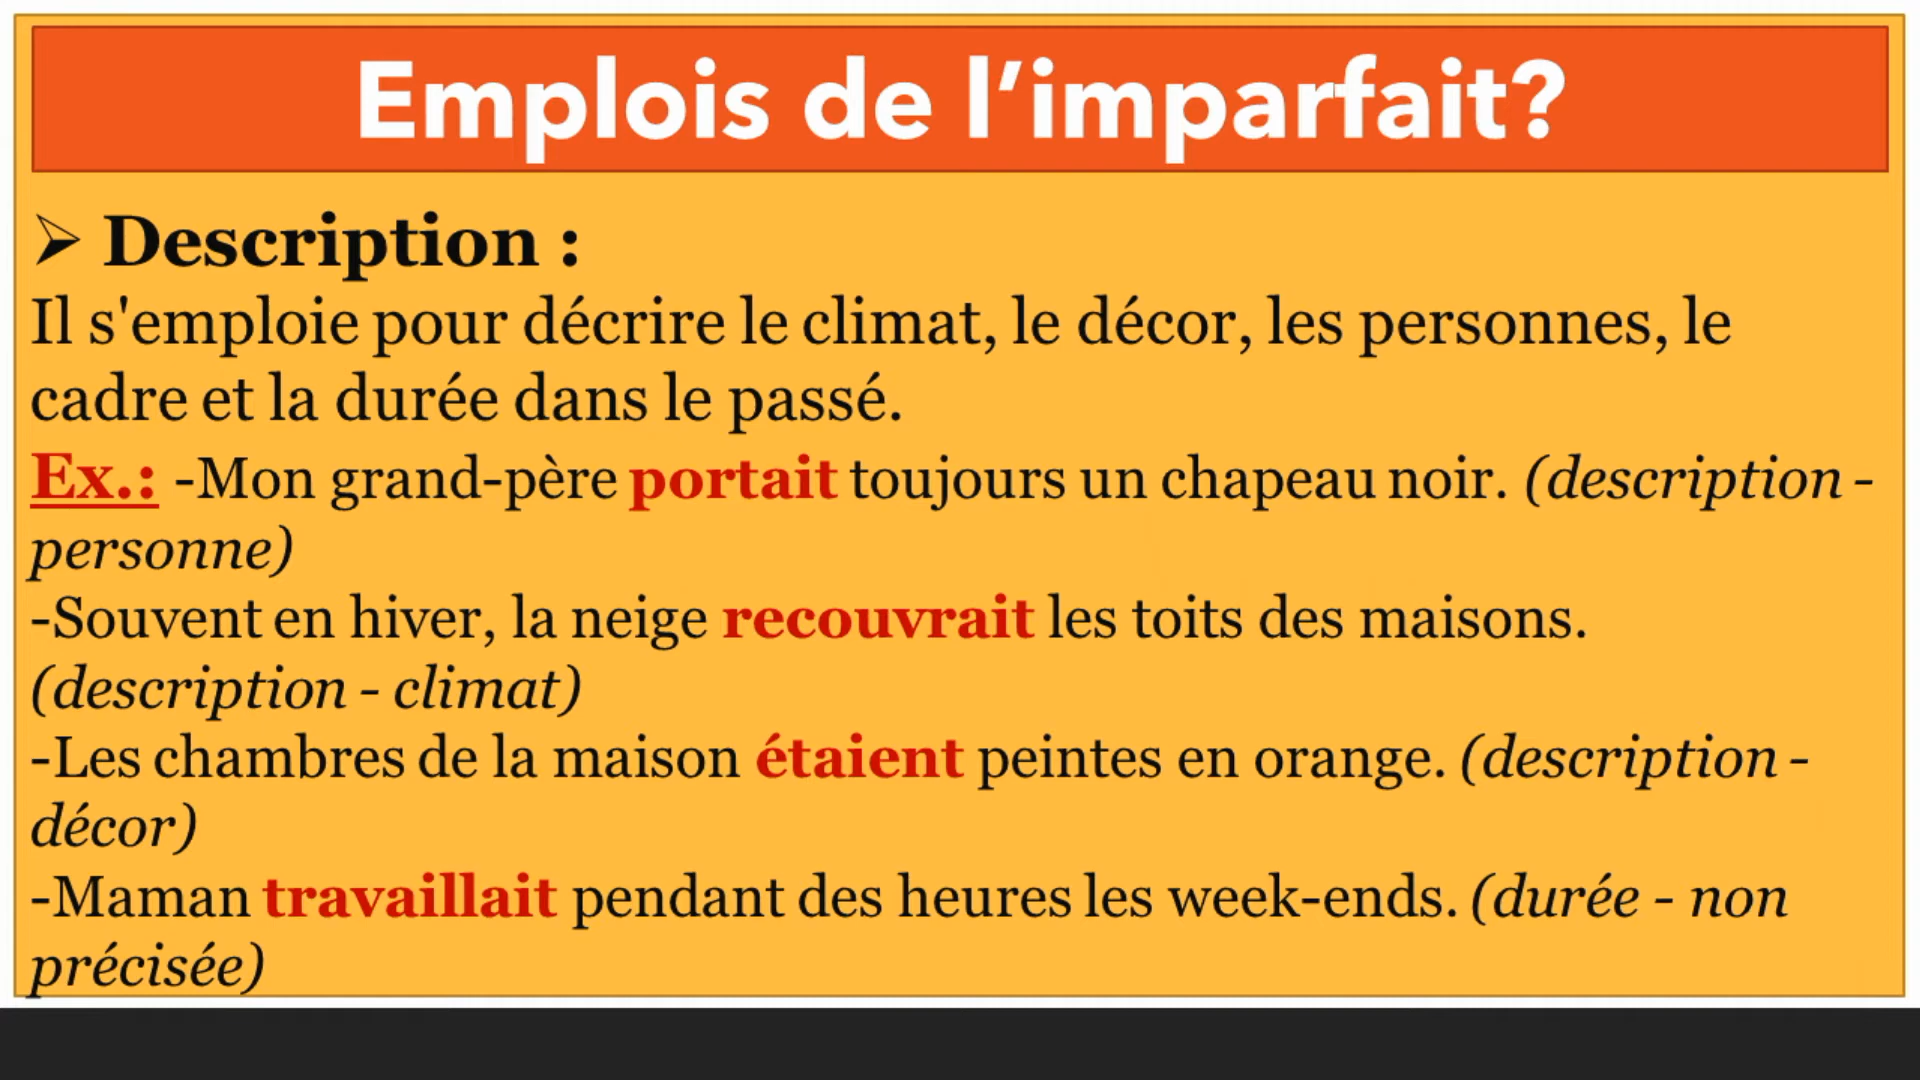 Emplois de l’imparfait?
➢ Description :
Il s'emploie pour décrire le climat, le décor, les personnes, le
cadre et la durée dans le passé.
Ex.: -Mon grand-père portait toujours un chapeau noir. (description -
personne)
-Souvent en hiver, la neige recouvrait les toits des maisons.
(description - climat)
-Les chambres de la maison étaient peintes en orange. (description -
décor)
-Maman travaillait pendant des heures les week-ends. (durée - non
précisée)